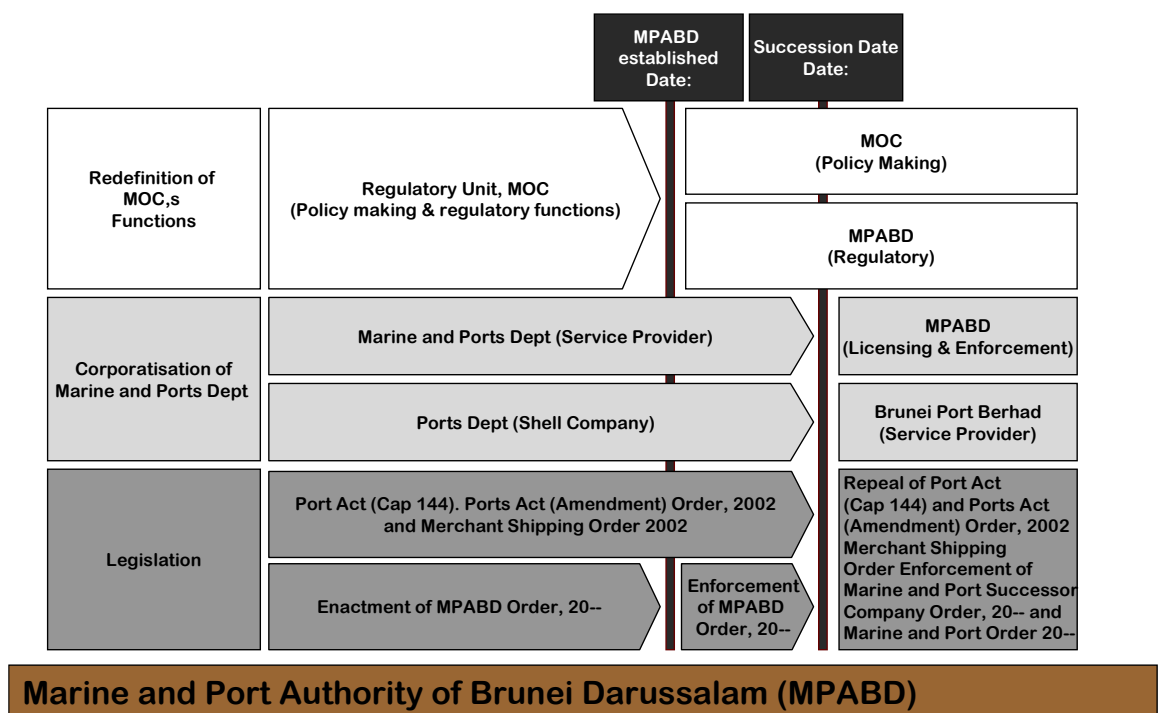 MPABD
established
Date:
Succession Date
Date:
Redefinition of
MOC,s
Functions
Regulatory Unit, MOC
(Policy making & regulatory functions)
MOC
(Policy Making)
MPABD
(Regulatory)
Corporatisation of
Marine and Ports Dept
Marine and Ports Dept (Service Provider)
MPABD
(Licensing & Enforcement)
Ports Dept (Shell Company)
Brunei Port Berhad
(Service Provider)
Legislation
Port Act (Cap 144). Ports Act (Amendment) Order, 2002
and Merchant Shipping Order 2002
Enactment of MPABD Order, 20--
Enforcement
of MPABD
Order, 20--
Repeal of Port Act
(Cap 144) and Ports Act
(Amendment) Order, 2002
Merchant Shipping
Order Enforcement of
Marine and Port Successor
Company Order, 20-- and
Marine and Port Order 20--
Marine and Port Authority of Brunei Darussalam (MPABD)